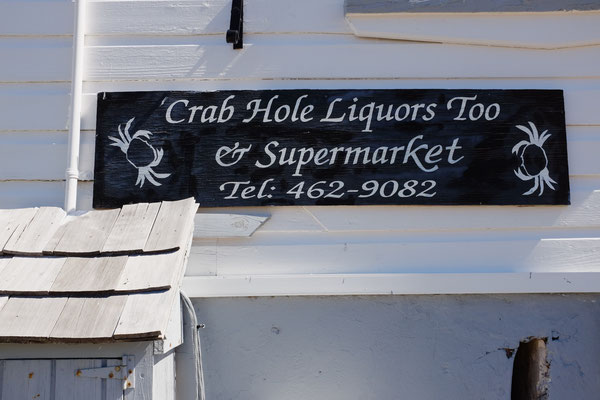 Crab Hole Liquors Too
& Supermarket
Tel: 462-9082